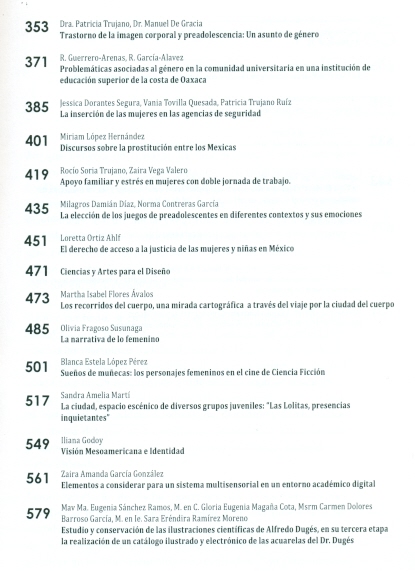 353 Dra. Patricia Trujano, Dr. Manuel De Gracia
Trastorno de la imagen corporal y preadolescencia: Un asunto de género
371 R. Guerrero-Arenas, R. García-Alavez
Problemáticas asociadas al género en la comunidad universitaria en una institución de
educación superior de la costa de Oaxaca
385 Jessica Dorantes Segura, Vania Tovilla Quesada, Patricia Trujano Ruíz
La inserción de las mujeres en las agencias de seguridad
401 Miriam López Hernández
Discursos sobre la prostitución entre los Mexicas
419 Rocío Soria Trujano, Zaira Vega Valero
Apoyo familiar y estrés en mujeres con doble jornada de trabajo.
435 Milagros Damián Díaz, Norma Contreras García
La elección de los juegos de preadolescentes en diferentes contextos y sus emociones
451 Loretta Ortiz Ahlf
El derecho de acceso a la justicia de las mujeres y niñas en México
471 Ciencias y Artes para el Diseño
473 Martha Isabel Flores Ávalos
Los recorridos del cuerpo, una mirada cartográfica a través del viaje por la ciudad del cuerpo
485 Olivia Fragoso Susunaga
La narrativa de lo femenino
501 Blanca Estela López Pérez
Sueños de muñecas: los personajes femeninos en el cine de Ciencia Ficción
517 Sandra Amelia Martí
La ciudad, espacio escénico de diversos grupos juveniles: "Las Lolitas, presencias
inquietantes"
549 Iliana Godoy
Visión Mesoamericana e Identidad
561 Zaira Amanda García González
Elementos a considerar para un sistema multisensorial en un entorno académico digital
579 Mav Ma. Eugenia Sánchez Ramos, M. en C. Gloria Eugenia Magaña Cota, Msrm Carmen Dolores
Barroso García, M. en Ie. Sara Eréndira Ramírez Moreno
Estudio y conservación de las ilustraciones científicas de Alfredo Dugés, en su tercera etapa
la realización de un catálogo ilustrado y electrónico de las acuarelas del Dr. Dugés